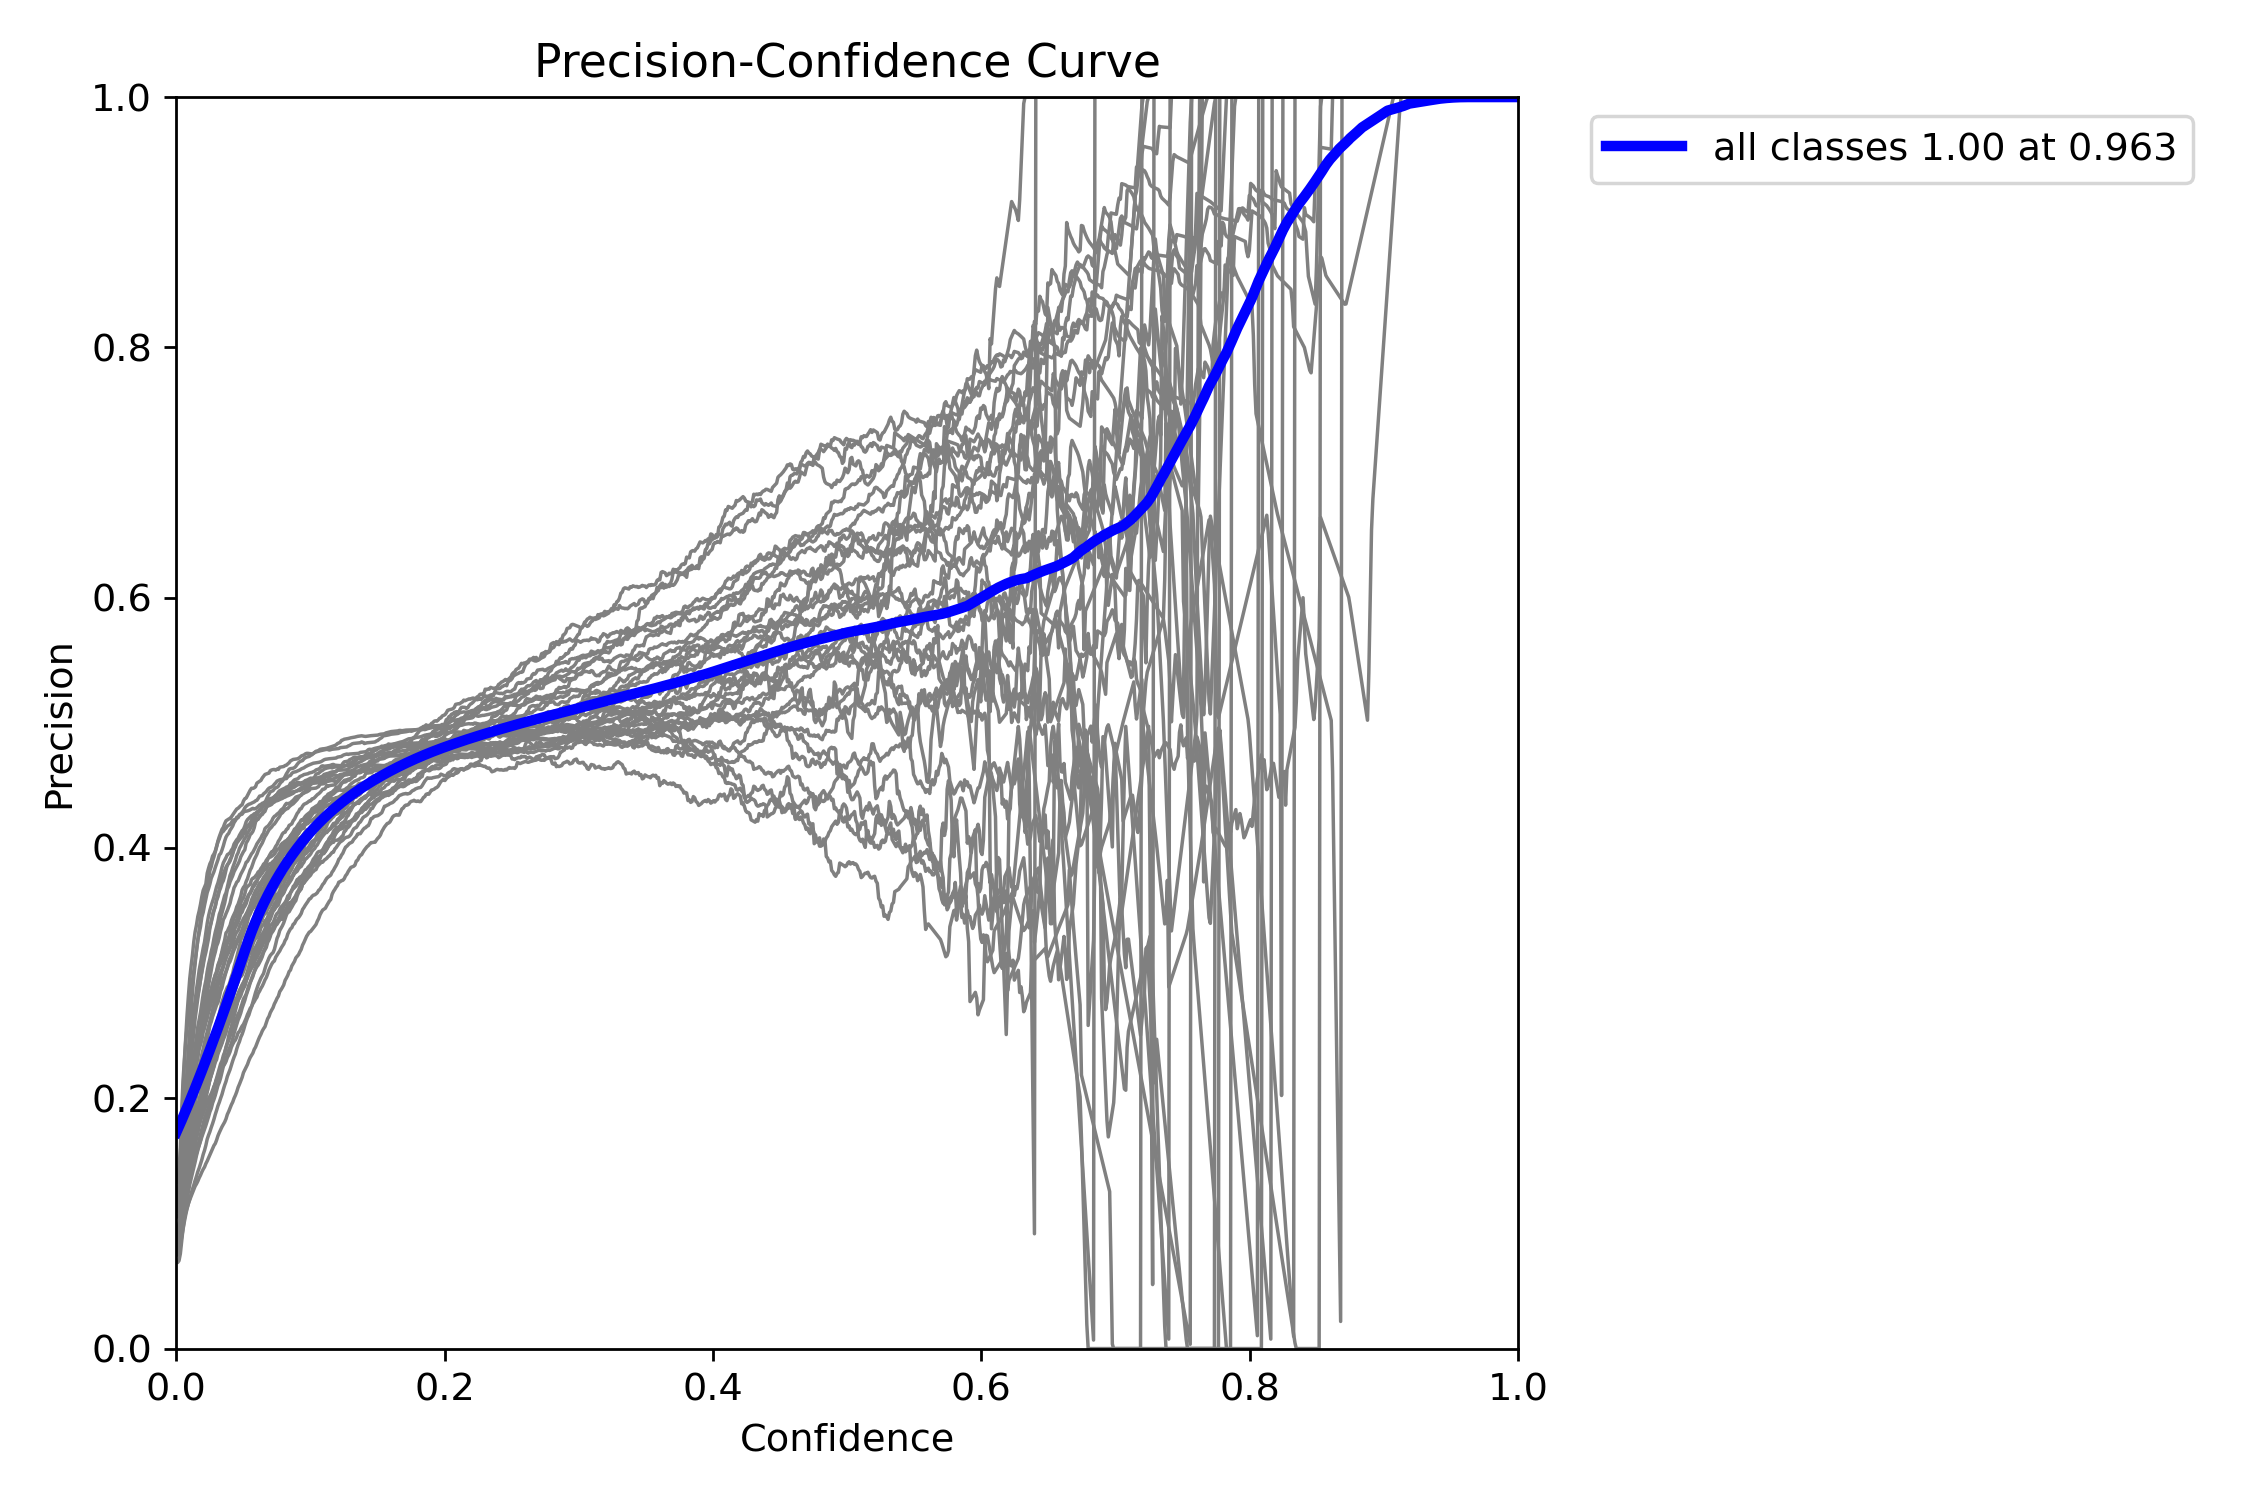 Precision-Confidence Curve
1.0
0.8
0.6
0.4
0.2
0.0
Precision
0.0 0.2 0.4 0.6 0.8 1.0
Confidence
all classes 1.00 at 0.963